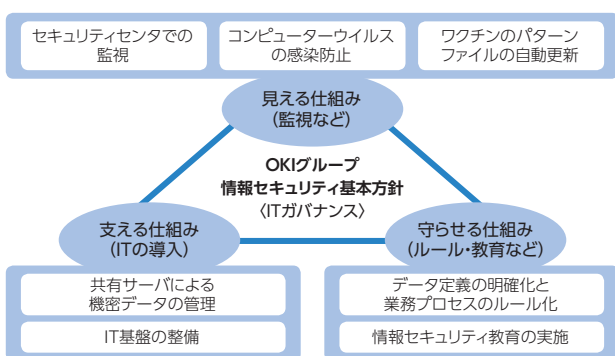 セキュリティセンタでの
監視
コンピューターウイルス
の感染防止
ワクチンのパターン
ファイルの自動更新
見える仕組み
(監視など)
OKIグループ
情報セキュリティ基本方針
〈ITガバナンス〉
支える仕組み
(ITの導入)
守らせる仕組み
(ルール・教育など)
共有サーバによる
機密データの管理
IT基盤の整備
データ定義の明確化と
業務プロセスのルール化
情報セキュリティ教育の実施